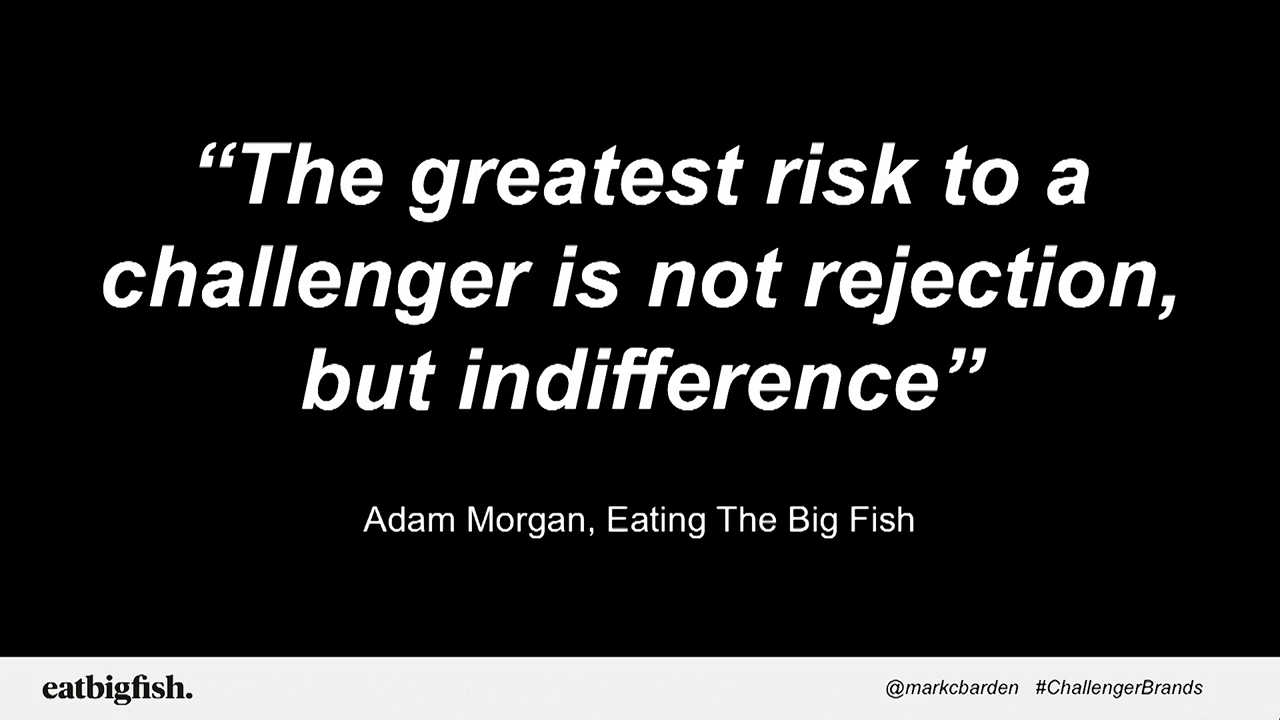 “The greatest risk to a
challenger is not rejection,
but indifference”
Adam Morgan, Eating The Big Fish
eatbigfish.
@markcbarden #ChallengerBrands